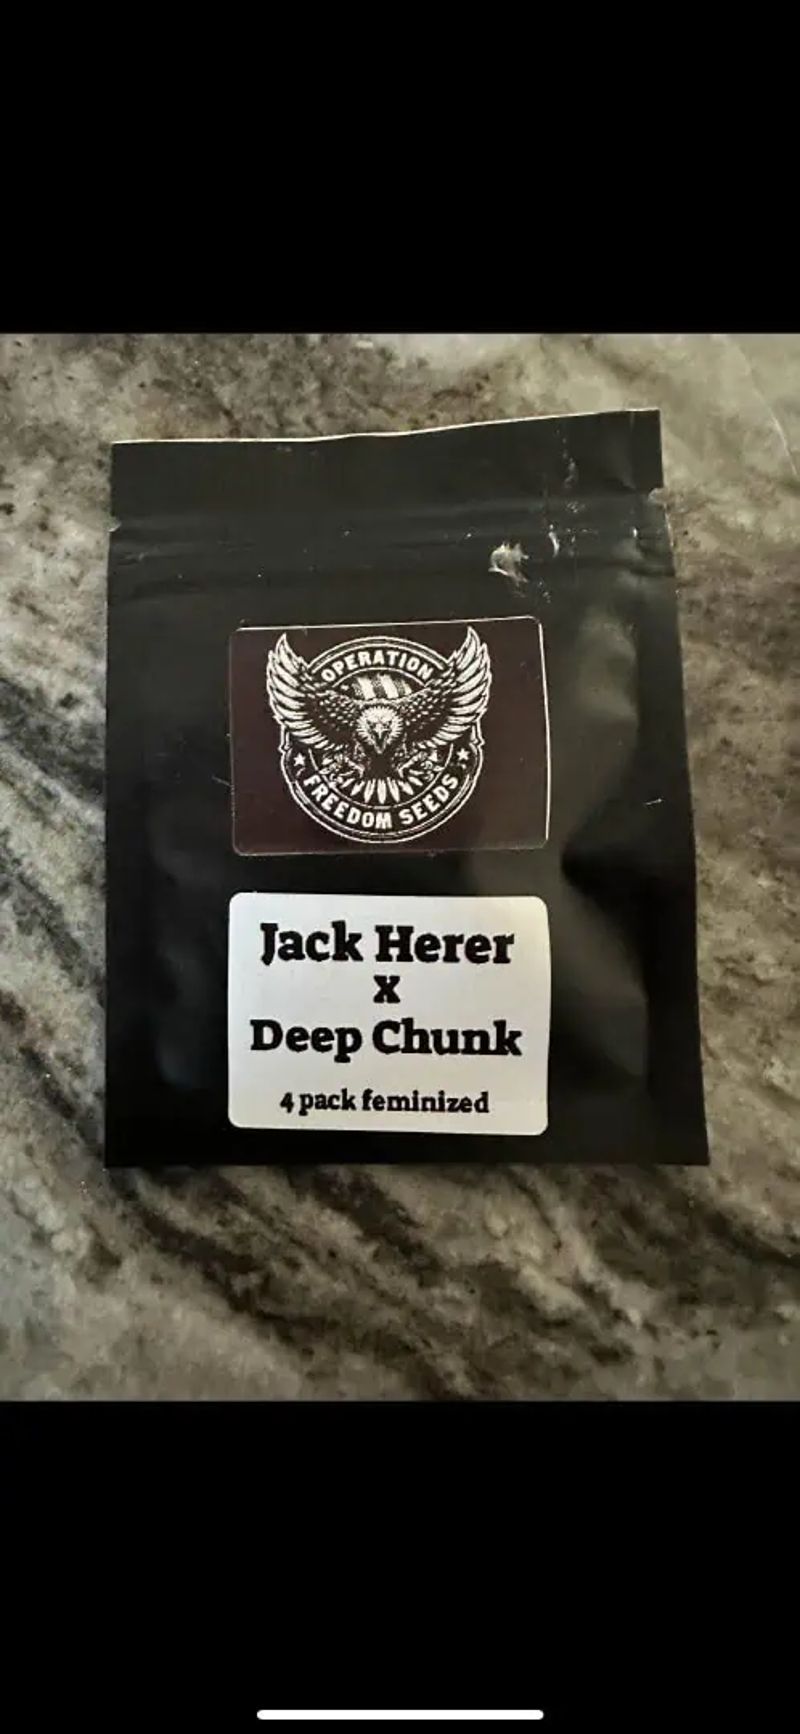 OPERATION
FREEDOM SEEDS
Jack Herer
X
Deep Chunk
4 pack feminized